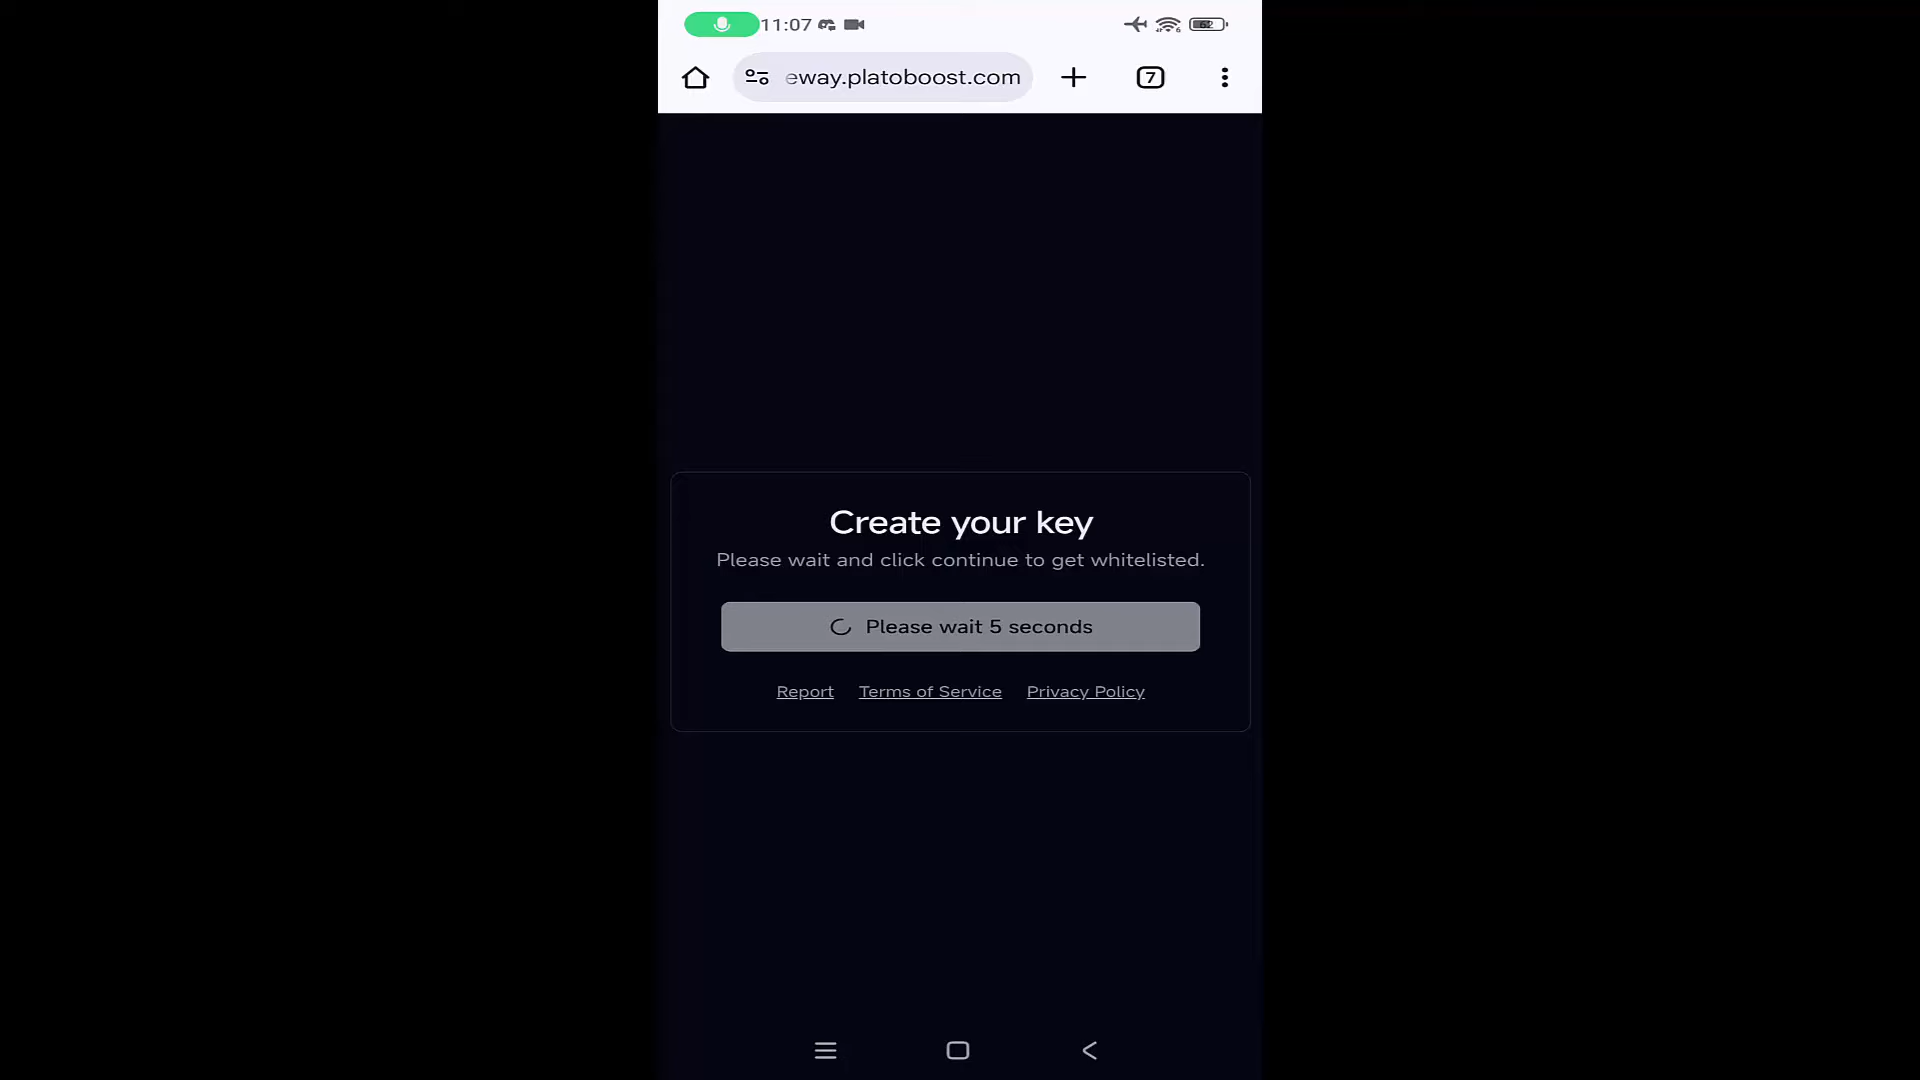 11:07
62
eway.platoboost.com
7
Create your key
Please wait and click continue to get whitelisted.
Please wait 5 seconds
Report Terms of Service Privacy Policy